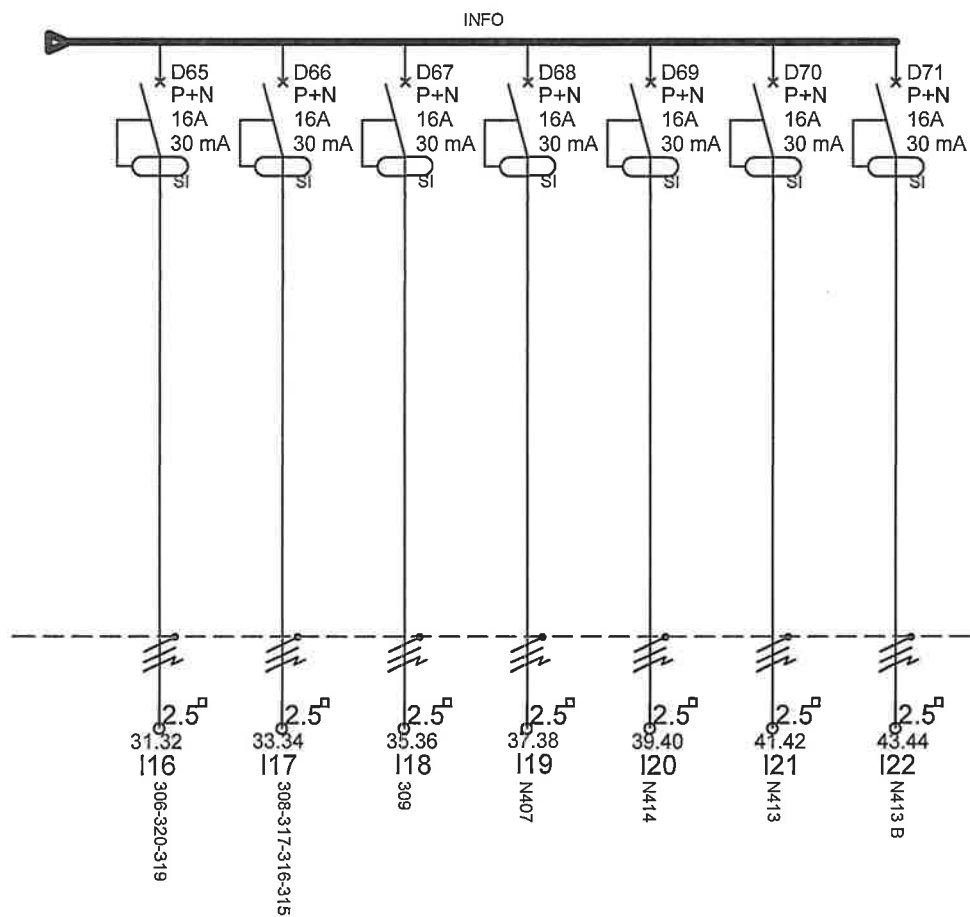 INFO
D65 D66 D67 D68 D69 D70 D71
P+N P+N P+N P+N P+N P+N P+N
16A 16A 16A 16A 16A 16A 16A
30 mA 30 mA 30 mA 30 mA 30 mA 30 mA 30 mA
SI SI SI SI SI SI SI
2.5 2.5 2.5 2.5 2.5 2.5 2.5
31.32 33.34 35.36 37.38 39.40 41.42 43.44
I16 I17 I18 I19 I20 I21 I22
306-320-319
308-317-316-315
309
N407
N414
N413
N413 B